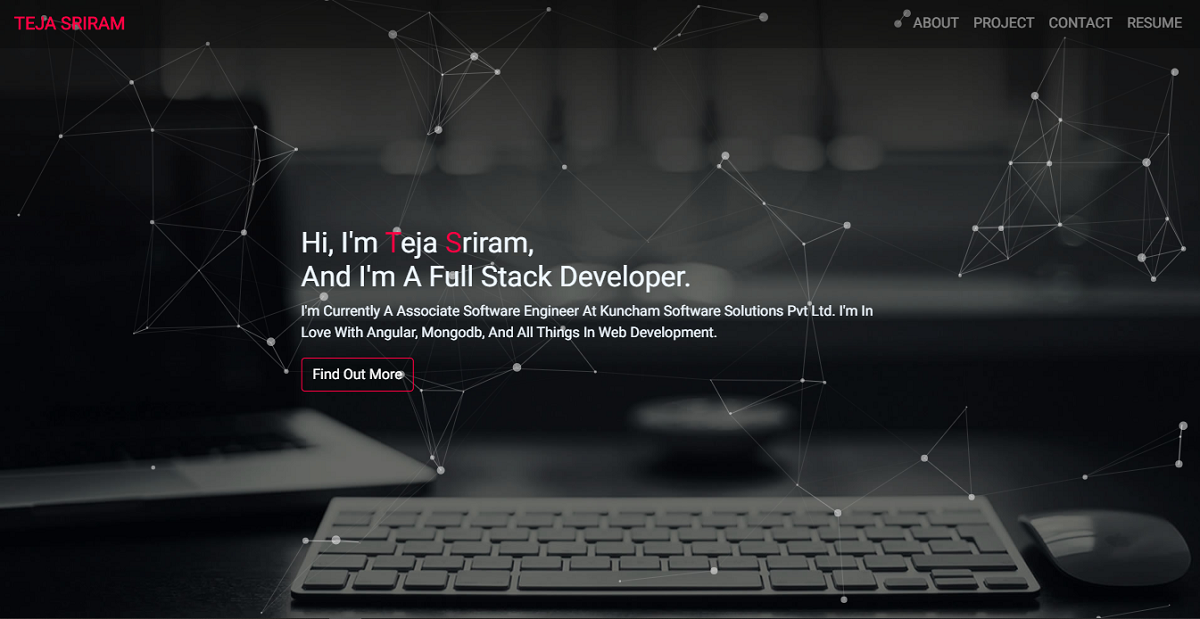 TEJA SRIRAM
ABOUT PROJECT CONTACT RESUME
Hi, I'm Teja Sriram,
And I'm A Full Stack Developer.
I'm Currently A Associate Software Engineer At Kuncham Software Solutions Pvt Ltd. I'm In
Love With Angular, Mongodb, And All Things In Web Development.
Find Out More